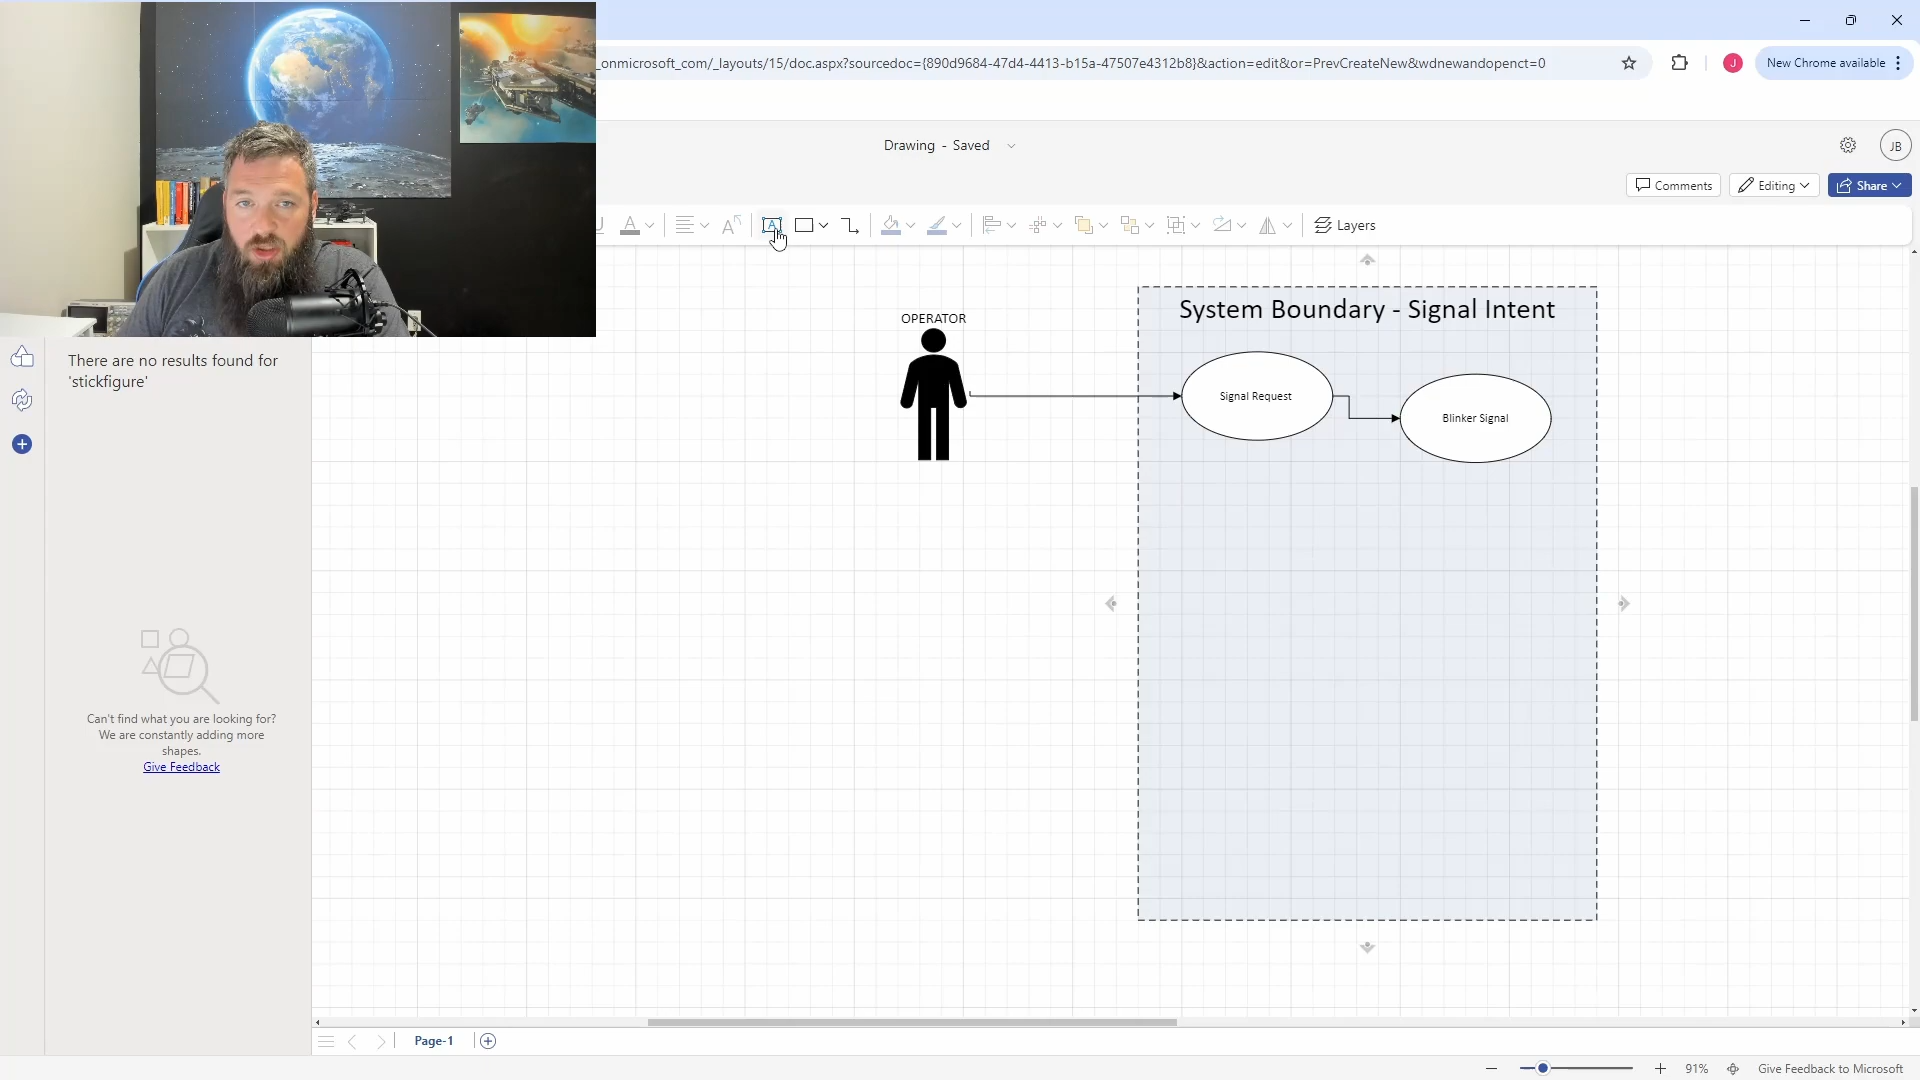 _onmicrosoft_com/_layouts/15/doc.aspx?sourcedoc={890d9684-47d4-4413-b15a-47507e4312b8}&action=edit&or=PrevCreateNew&wdnewandopenct=0
J
New Chrome available
Drawing - Saved
JB
Comments
Editing
Share
A
A
A
Layers
There are no results found for
'stickfigure'
Can't find what you are looking for?
We are constantly adding more
shapes.
Give Feedback
OPERATOR
System Boundary - Signal Intent
Signal Request
Blinker Signal
Page-1
91%
Give Feedback to Microsoft